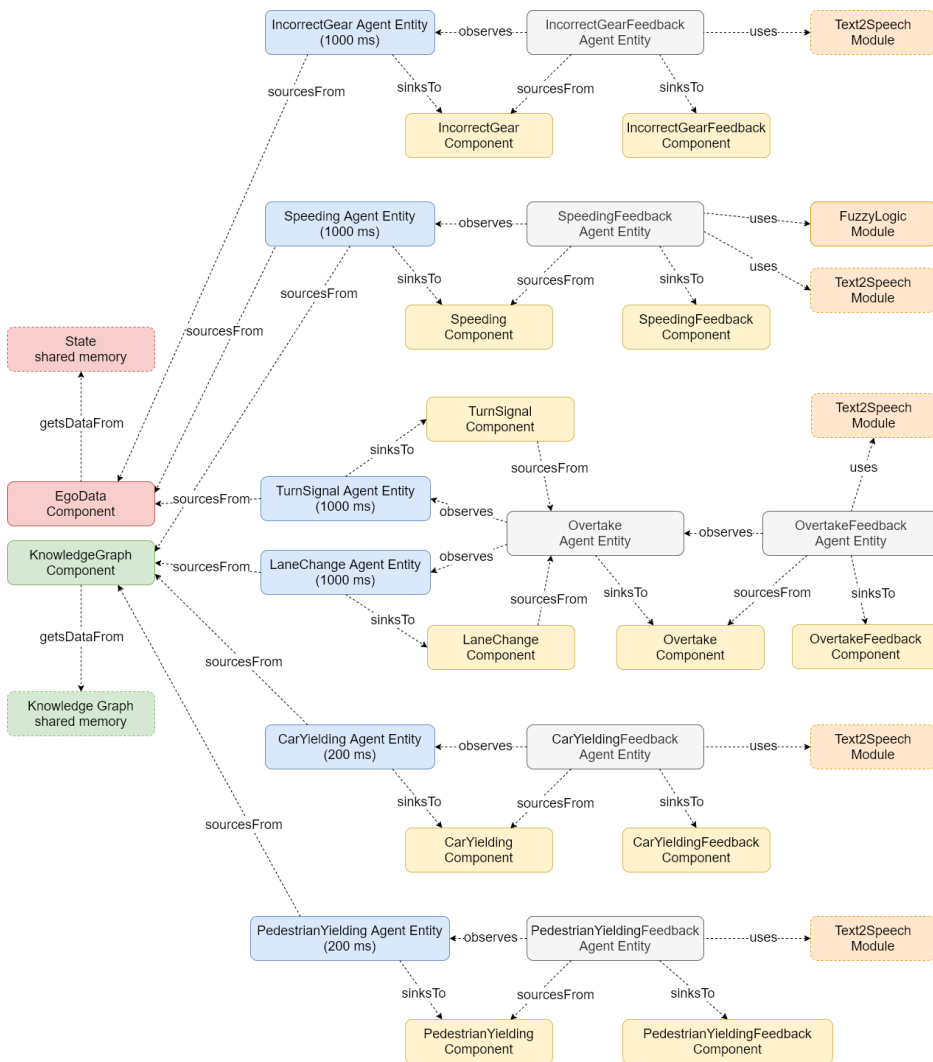 IncorrectGear Agent Entity
(1000 ms)
observes
IncorrectGearFeedback
Agent Entity
uses
Text2Speech
Module
sourcesFrom
sinksTo
sourcesFrom
sinksTo
IncorrectGear
Component
IncorrectGearFeedback
Component
Speeding Agent Entity
(1000 ms)
observes
SpeedingFeedback
Agent Entity
uses
FuzzyLogic
Module
uses
Text2Speech
Module
sourcesFrom
sinksTo
sourcesFrom
sinksTo
Speeding
Component
SpeedingFeedback
Component
sourcesFrom
State
shared memory
getsDataFrom
EgoData
Component
TurnSignal
Component
sinksTo
sourcesFrom
Text2Speech
Module
uses
sourcesFrom
TurnSignal Agent Entity
(1000 ms)
observes
Overtake
Agent Entity
observes
OvertakeFeedback
Agent Entity
KnowledgeGraph
Component
sourcesFrom
LaneChange Agent Entity
(1000 ms)
observes
sourcesFrom
sinksTo
sourcesFrom
sinksTo
sinksTo
getsDataFrom
LaneChange
Component
Overtake
Component
OvertakeFeedback
Component
sourcesFrom
Knowledge Graph
shared memory
CarYielding Agent Entity
(200 ms)
observes
CarYieldingFeedback
Agent Entity
uses
Text2Speech
Module
sinksTo
sourcesFrom
sinksTo
sourcesFrom
CarYielding
Component
CarYieldingFeedback
Component
PedestrianYielding Agent Entity
(200 ms)
observes
PedestrianYieldingFeedback
Agent Entity
uses
Text2Speech
Module
sinksTo
sourcesFrom
sinksTo
PedestrianYielding
Component
PedestrianYieldingFeedback
Component